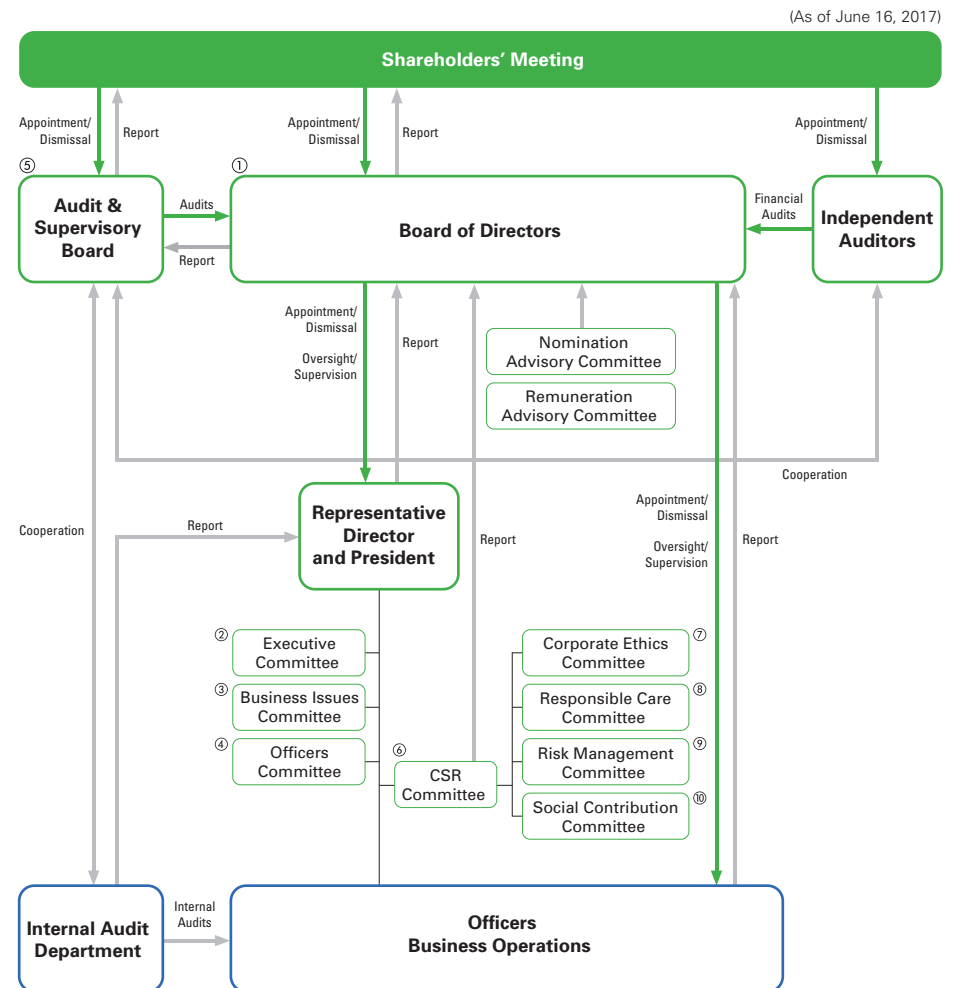 (As of June 16, 2017)
Shareholders’ Meeting
Appointment/
Dismissal
Report
Appointment/
Dismissal
Report
Appointment/
Dismissal
⑤
Audit &
Supervisory
Board
Audits
Report
①
Board of Directors
Financial
Audits
Independent
Auditors
Appointment/
Dismissal
Oversight/
Supervision
Report
Nomination
Advisory Committee
Remuneration
Advisory Committee
Cooperation
Cooperation
Report
Representative
Director
and President
Report
Appointment/
Dismissal
Oversight/
Supervision
Report
②
Executive
Committee
③
Business Issues
Committee
④
Officers
Committee
⑥
CSR
Committee
Corporate Ethics
Committee
⑦
Responsible Care
Committee
⑧
Risk Management
Committee
⑨
Social Contribution
Committee
⑩
Internal Audit
Department
Internal
Audits
Officers
Business Operations